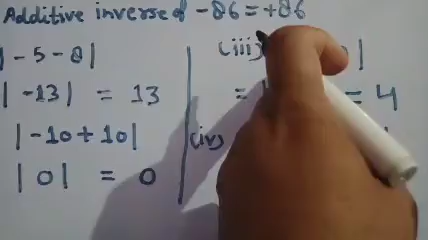 Additive inverse of -86 = +86
|-5-8|
|-13| = 13
|-10+10|
|0| = 0
(iii)
= 4
(iv)